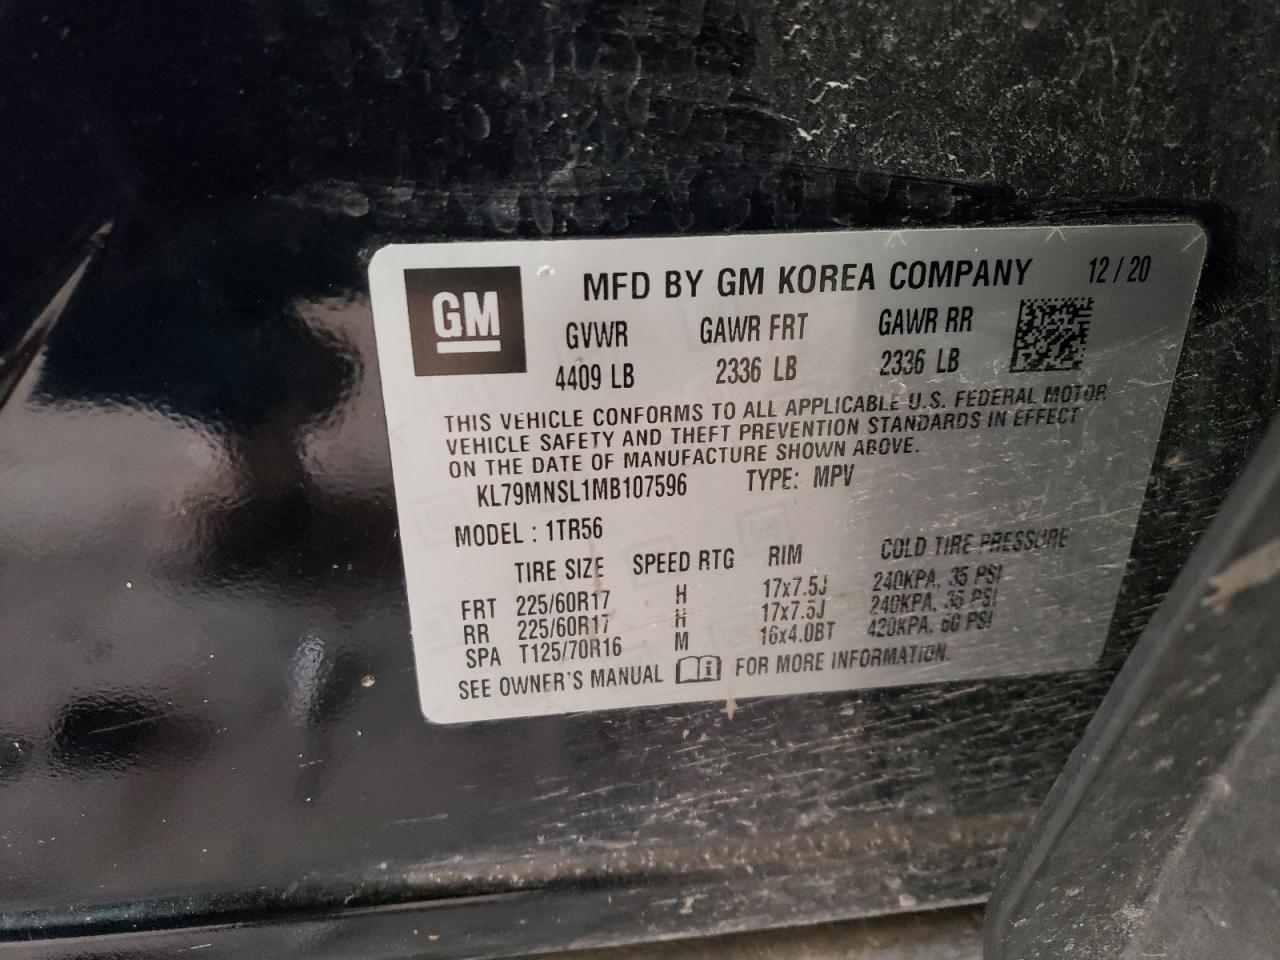 GM
MFD BY GM KOREA COMPANY 12/20
GVWR GAWR FRT GAWR RR
4409 LB 2336 LB 2336 LB
THIS VEHICLE CONFORMS TO ALL APPLICABLE U.S. FEDERAL MOTOR
VEHICLE SAFETY AND THEFT PREVENTION STANDARDS IN EFFECT
ON THE DATE OF MANUFACTURE SHOWN ABOVE.
KL79MNSL1MB107596 TYPE: MPV
MODEL : 1TR56
TIRE SIZE SPEED RTG RIM COLD TIRE PRESSURE
FRT 225/60R17 H 17x7.5J 240KPA, 35 PSI
RR 225/60R17 H 17x7.5J 240KPA, 35 PSI
SPA T125/70R16 M 16x4.0BT 420KPA, 60 PSI
SEE OWNER'S MANUAL FOR MORE INFORMATION.